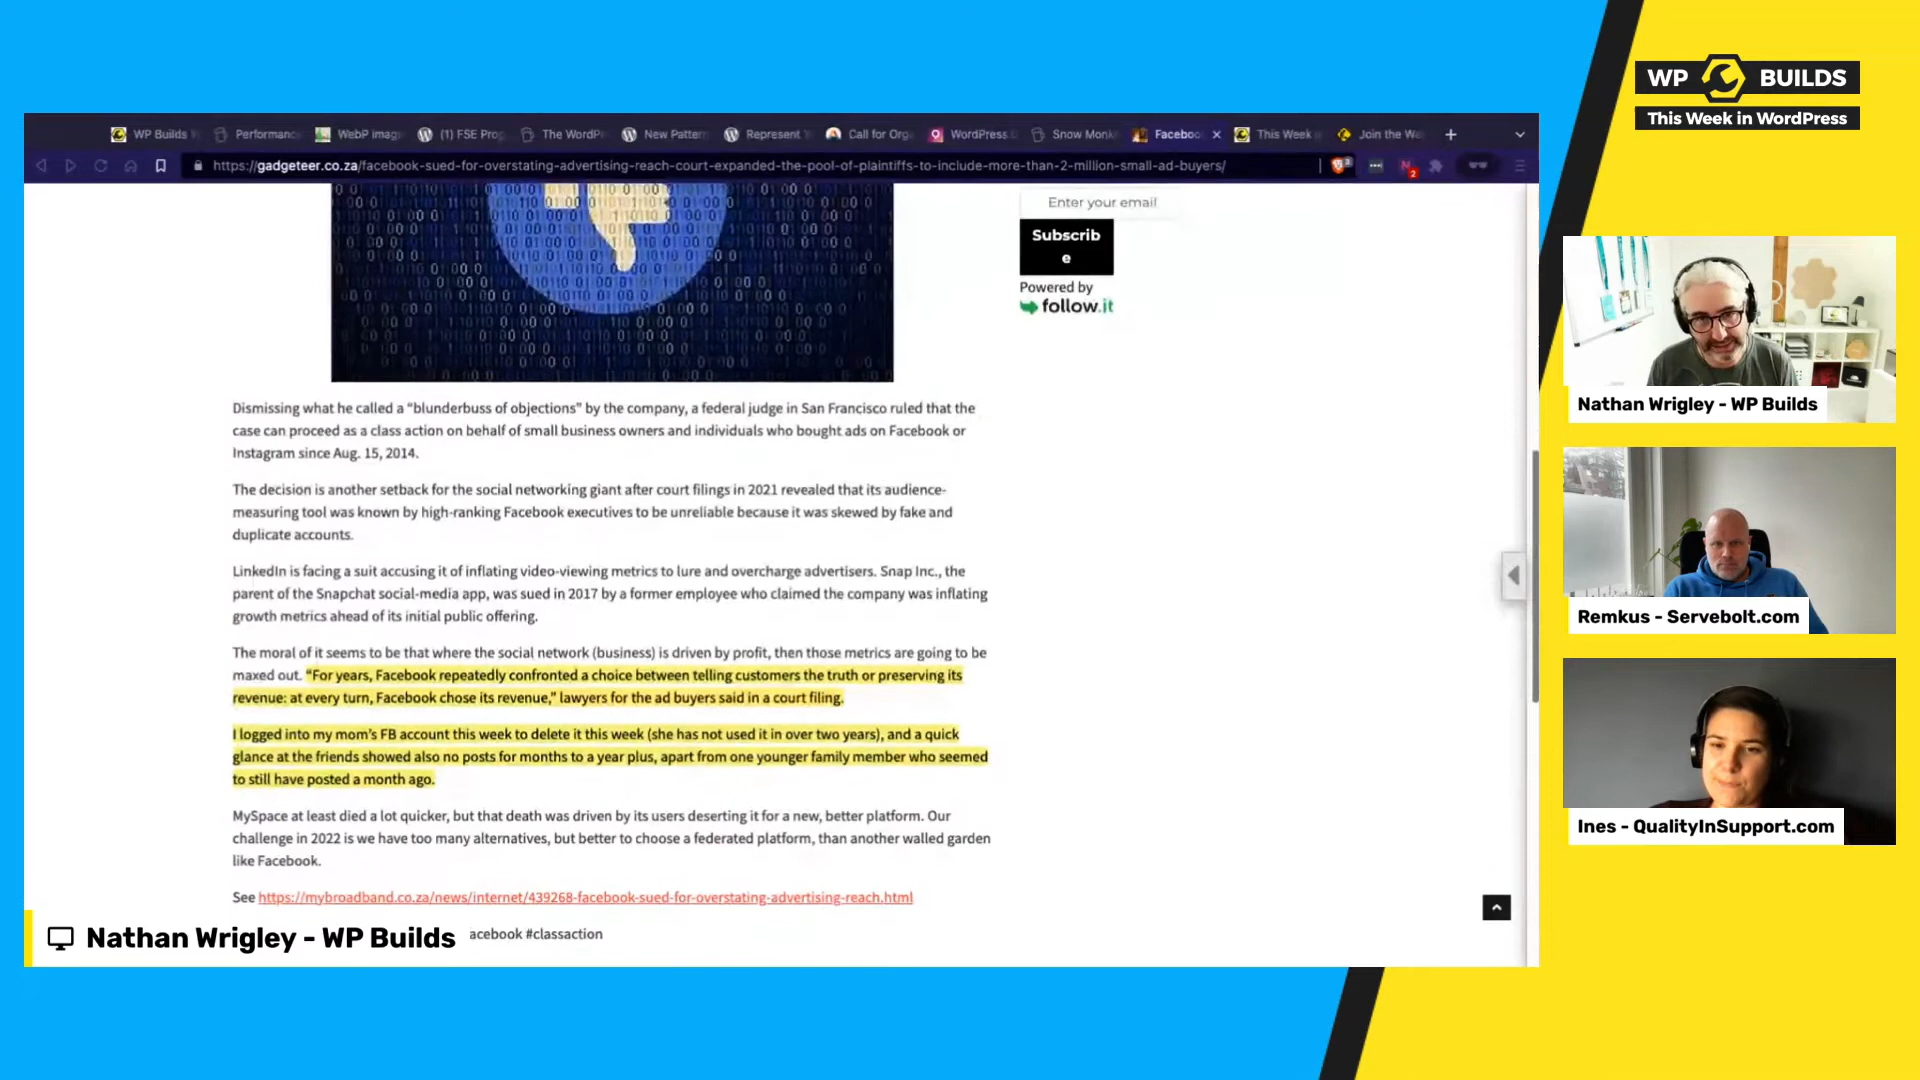 WP BUILDS
This Week in WordPress
WP Builds
Performanc
WebP imag
(1) FSE Pro
The WordP
New Pattern
Represent
Call for Org
WordPress
Snow Monk
Faceboo
This Week
Join the Wa
https://gadgeteer.co.za/facebook-sued-for-overstating-advertising-reach-court-expanded-the-pool-of-plaintiffs-to-include-more-than-2-million-small-ad-buyers/
2
Enter your email
Subscrib
e
Powered by
follow.it
Dismissing what he called a “blunderbuss of objections” by the company, a federal judge in San Francisco ruled that the
case can proceed as a class action on behalf of small business owners and individuals who bought ads on Facebook or
Instagram since Aug. 15, 2014.
The decision is another setback for the social networking giant after court filings in 2021 revealed that its audience-
measuring tool was known by high-ranking Facebook executives to be unreliable because it was skewed by fake and
duplicate accounts.
LinkedIn is facing a suit accusing it of inflating video-viewing metrics to lure and overcharge advertisers. Snap Inc., the
parent of the Snapchat social-media app, was sued in 2017 by a former employee who claimed the company was inflating
growth metrics ahead of its initial public offering.
The moral of it seems to be that where the social network (business) is driven by profit, then those metrics are going to be
maxed out. “For years, Facebook repeatedly confronted a choice between telling customers the truth or preserving its
revenue: at every turn, Facebook chose its revenue,” lawyers for the ad buyers said in a court filing.
I logged into my mom’s FB account this week to delete it this week (she has not used it in over two years), and a quick
glance at the friends showed also no posts for months to a year plus, apart from one younger family member who seemed
to still have posted a month ago.
MySpace at least died a lot quicker, but that death was driven by its users deserting it for a new, better platform. Our
challenge in 2022 is we have too many alternatives, but better to choose a federated platform, than another walled garden
like Facebook.
See https://mybroadband.co.za/news/internet/439268-facebook-sued-for-overstating-advertising-reach.html
acebook #classaction
Nathan Wrigley - WP Builds
Nathan Wrigley - WP Builds
Remkus - Servebolt.com
Ines - QualityInSupport.com